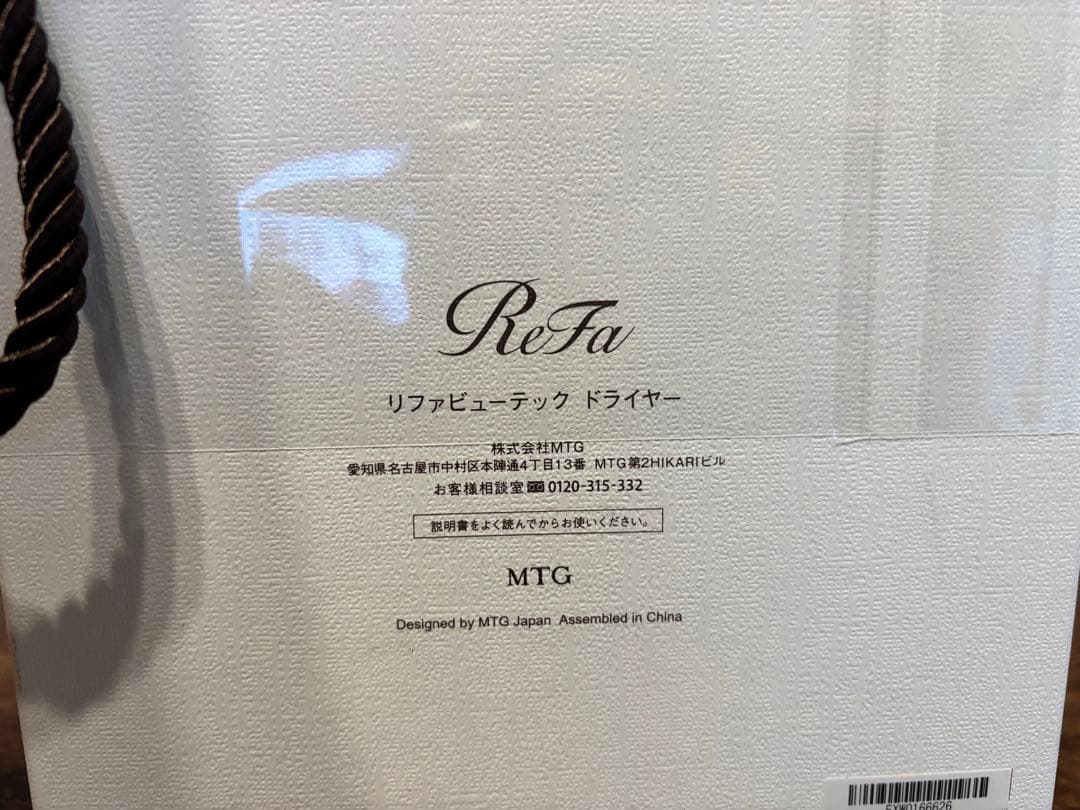 ReFa
リファビューテック ドライヤー
株式会社MTG
愛知県名古屋市中村区本陣通4丁目13番 MTG第2HIKARIビル
お客様相談室 0120-315-332
説明書をよく読んでからお使いください。
MTG
Designed by MTG Japan Assembled in China